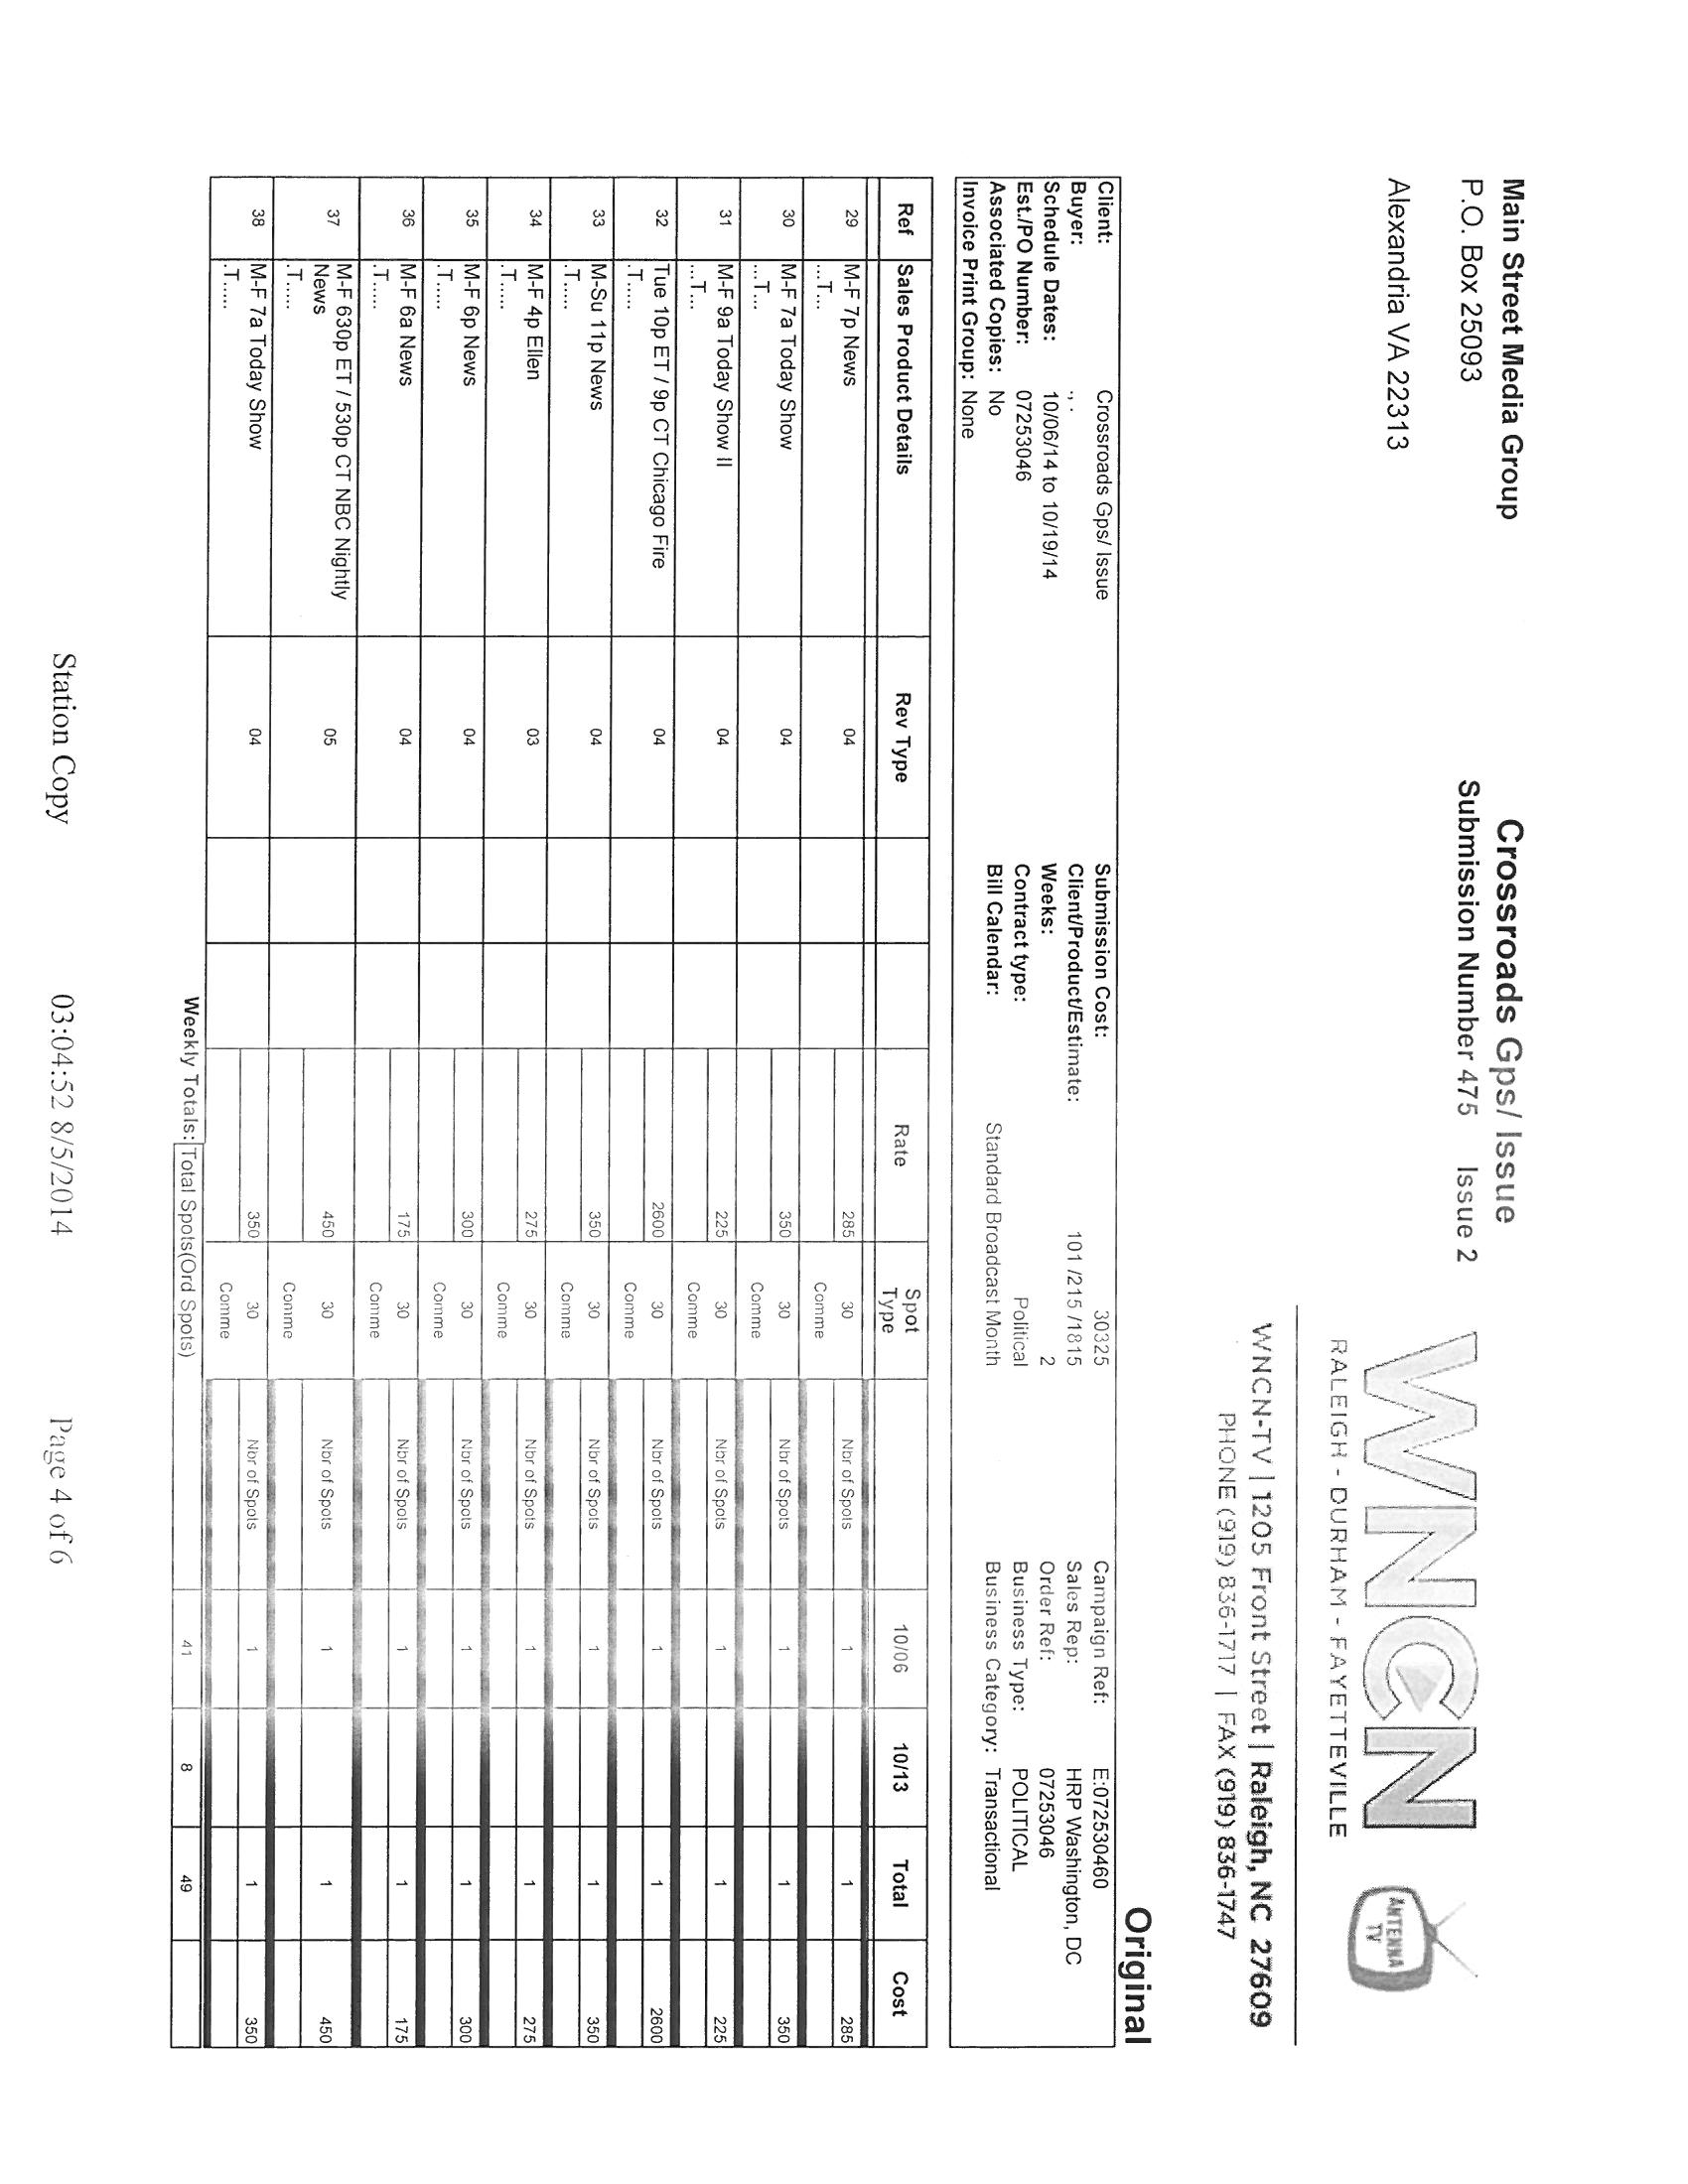 Main Street Media Group
P.O. Box 25093
Alexandria VA 22313
Crossroads Gps/ Issue
Submission Number 475 Issue 2
WNCN
ANTENNA
TV
RALEIGH - DURHAM - FAYETTEVILLE
WNCN-TV | 1205 Front Street | Raleigh, NC 27609
PHONE (919) 836-1717 | FAX (919) 836-1747
Original
Client: Crossroads Gps/ Issue Submission Cost: 30325 Campaign Ref: E:072530460
Buyer: ., . Client/Product/Estimate: 101 /215 /1815 Sales Rep: HRP Washington, DC
Schedule Dates: 10/06/14 to 10/19/14 Weeks: 2 Order Ref: 07253046
Est./PO Number: 07253046 Contract type: Political Business Type: POLITICAL
Associated Copies: No Bill Calendar: Standard Broadcast Month Business Category: Transactional
Invoice Print Group: None
Ref Sales Product Details Rev Type Rate Spot Type 10/06 10/13 Total Cost
29 M-F 7p News 04 285 30 Nbr of Spots 1 1 285
...T... Comme
30 M-F 7a Today Show 04 350 30 Nbr of Spots 1 1 350
...T... Comme
31 M-F 9a Today Show II 04 225 30 Nbr of Spots 1 1 225
...T... Comme
32 Tue 10p ET / 9p CT Chicago Fire 04 2600 30 Nbr of Spots 1 1 2600
.T..... Comme
33 M-Su 11p News 04 350 30 Nbr of Spots 1 1 350
.T..... Comme
34 M-F 4p Ellen 03 275 30 Nbr of Spots 1 1 275
.T..... Comme
35 M-F 6p News 04 300 30 Nbr of Spots 1 1 300
.T..... Comme
36 M-F 6a News 04 175 30 Nbr of Spots 1 1 175
.T..... Comme
37 M-F 630p ET / 530p CT NBC Nightly 05 450 30 Nbr of Spots 1 1 450
News
.T..... Comme
38 M-F 7a Today Show 04 350 30 Nbr of Spots 1 1 350
.T..... Comme
Weekly Totals: Total Spots(Ord Spots) 41 8 49
Station Copy 03:04:52 8/5/2014 Page 4 of 6